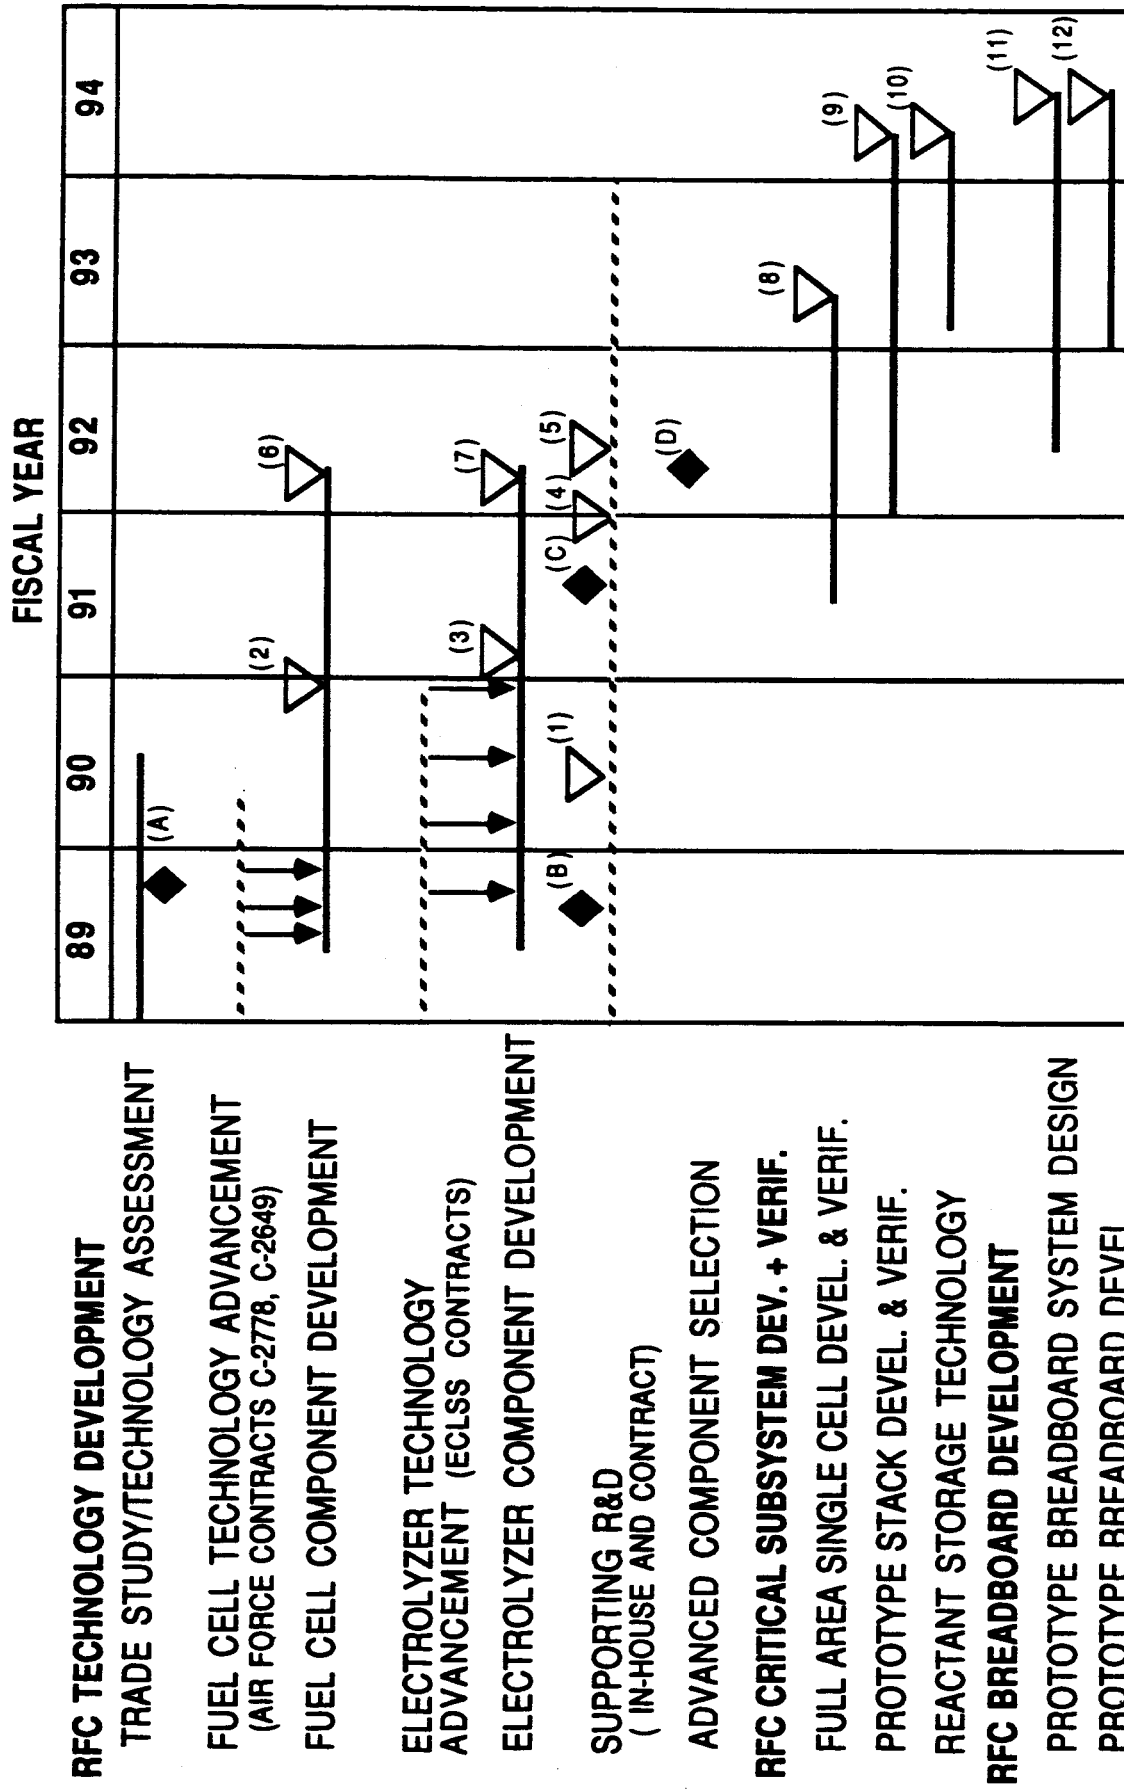 FISCAL YEAR
89 90 91 92 93 94
RFC TECHNOLOGY DEVELOPMENT
TRADE STUDY/TECHNOLOGY ASSESSMENT
(A)
FUEL CELL TECHNOLOGY ADVANCEMENT
(AIR FORCE CONTRACTS C-2778, C-2649)
(2) (6)
FUEL CELL COMPONENT DEVELOPMENT
ELECTROLYZER TECHNOLOGY
ADVANCEMENT (ECLSS CONTRACTS)
(3) (7)
ELECTROLYZER COMPONENT DEVELOPMENT
(B) (1) (C) (4) (5)
SUPPORTING R&D
( IN-HOUSE AND CONTRACT)
(D)
ADVANCED COMPONENT SELECTION
RFC CRITICAL SUBSYSTEM DEV. + VERIF.
(8)
FULL AREA SINGLE CELL DEVEL. & VERIF.
(9)
PROTOTYPE STACK DEVEL. & VERIF.
(10)
REACTANT STORAGE TECHNOLOGY
RFC BREADBOARD DEVELOPMENT
(11)
PROTOTYPE BREADBOARD SYSTEM DESIGN
(12)
PROTOTYPE BREADBOARD DEVEL